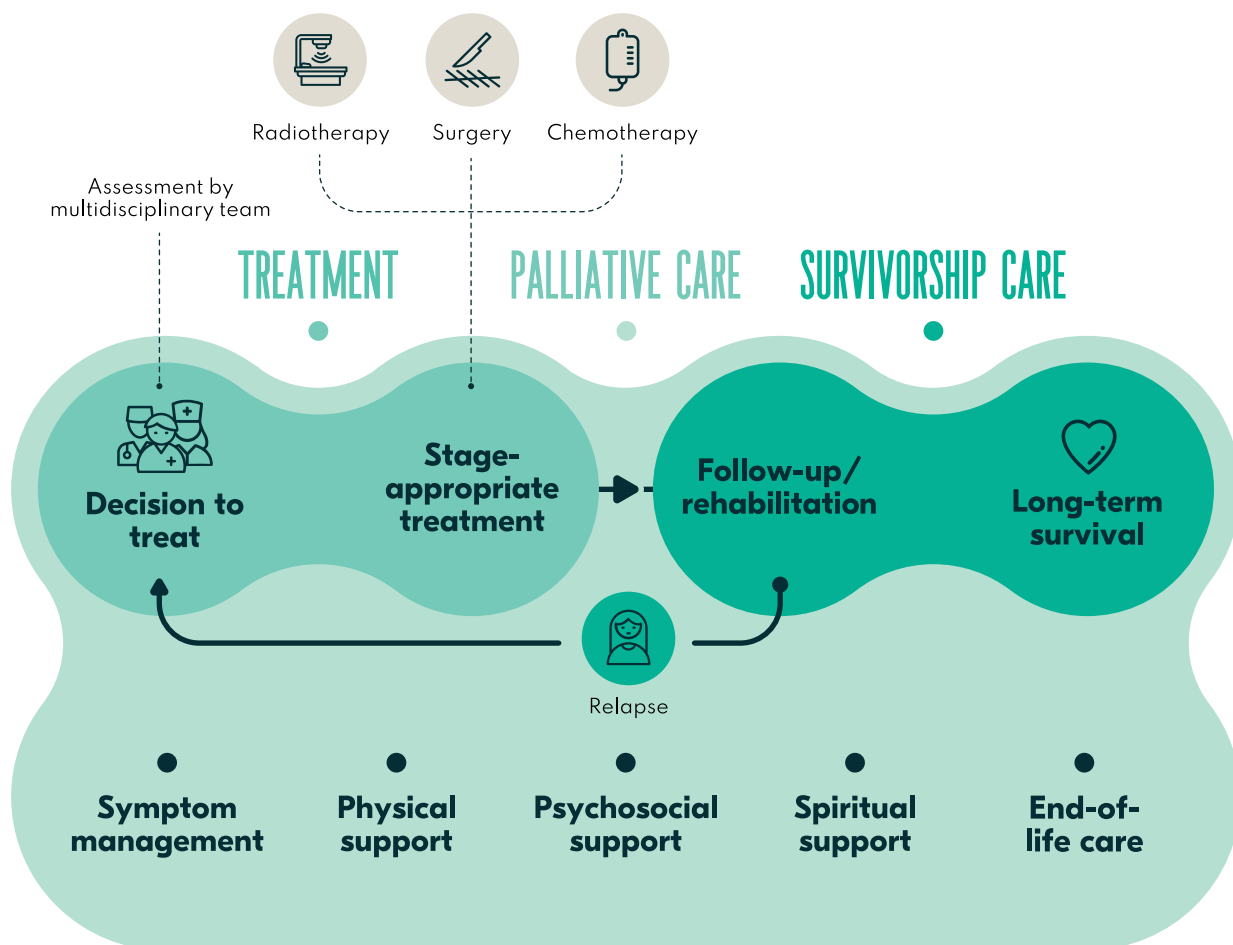 Radiotherapy
Surgery
Chemotherapy
Assessment by
multidisciplinary team
TREATMENT
PALLIATIVE CARE
SURVIVORSHIP CARE
Decision to
treat
Stage-
appropriate
treatment
Follow-up/
rehabilitation
Long-term
survival
Relapse
Symptom
management
Physical
support
Psychosocial
support
Spiritual
support
End-of-
life care